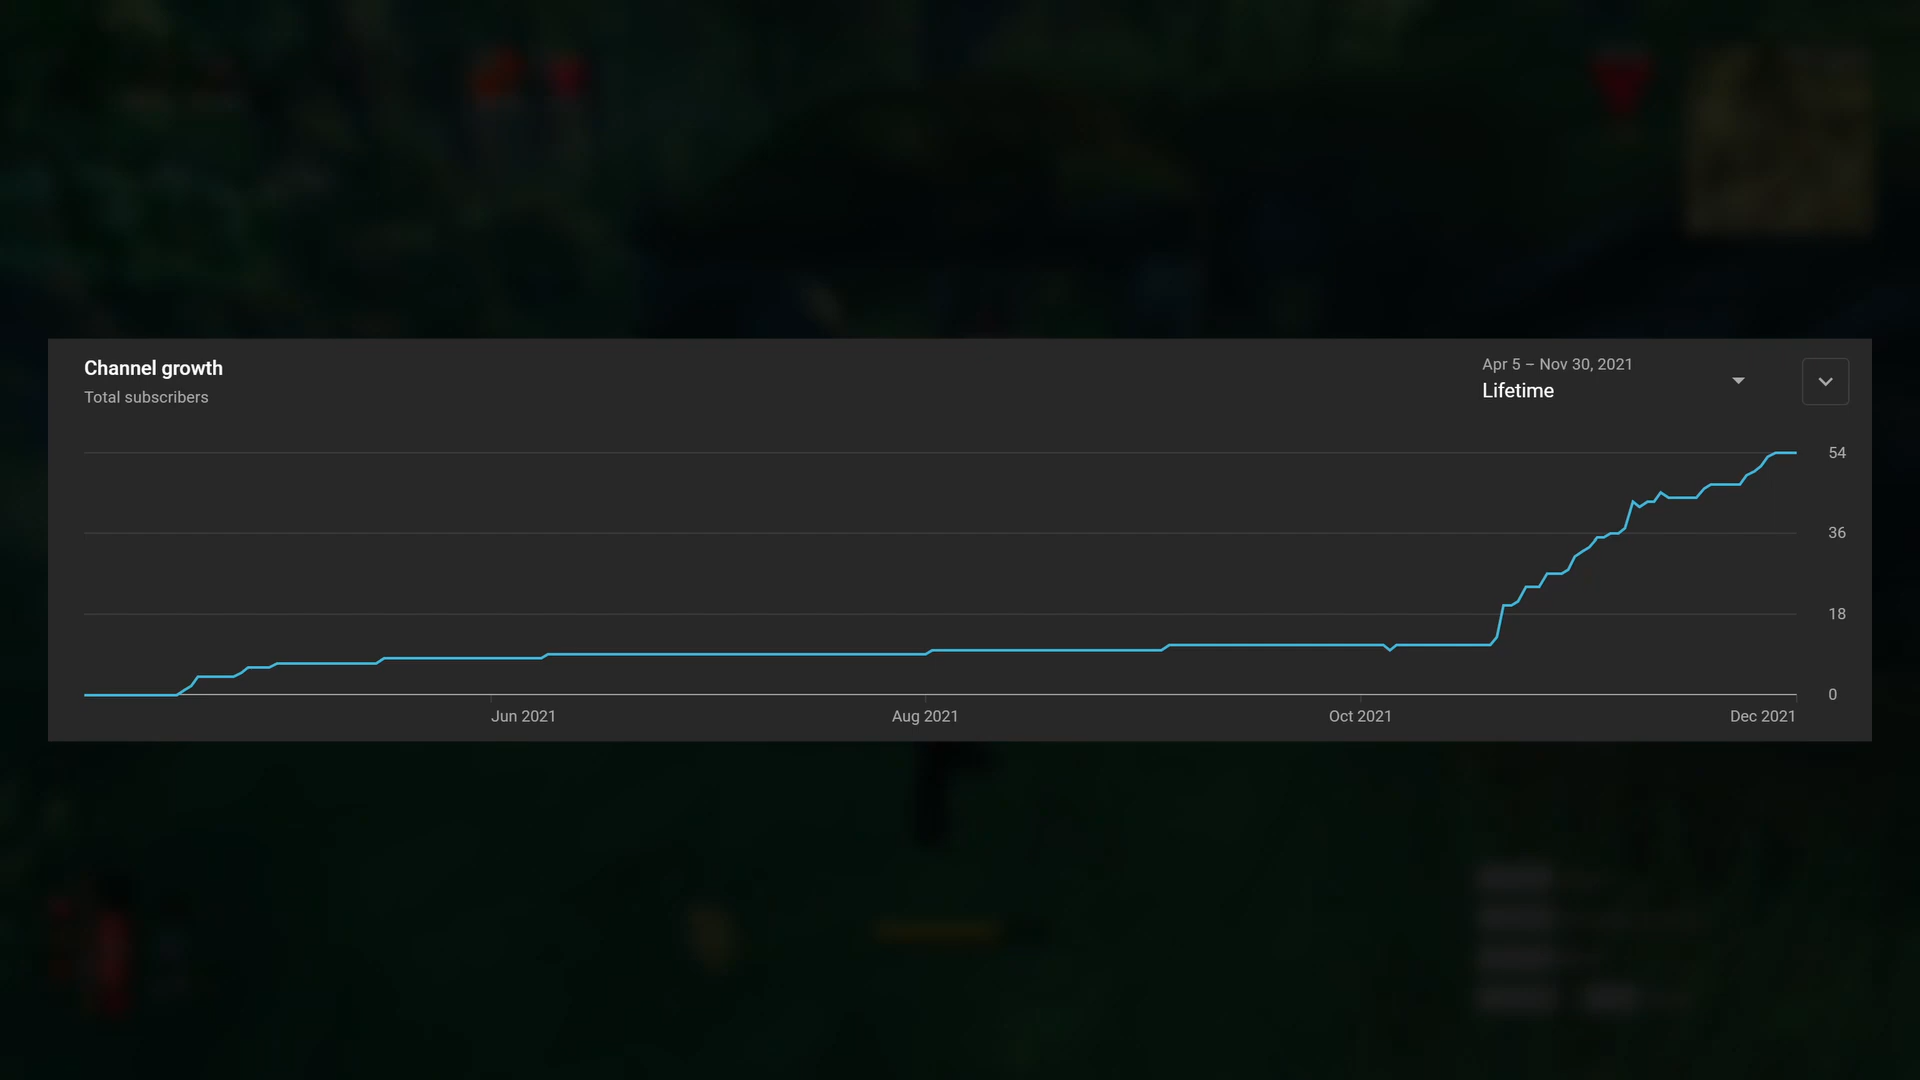 Channel growth
Total subscribers
Apr 5 – Nov 30, 2021
Lifetime
54
36
18
0
Jun 2021
Aug 2021
Oct 2021
Dec 2021